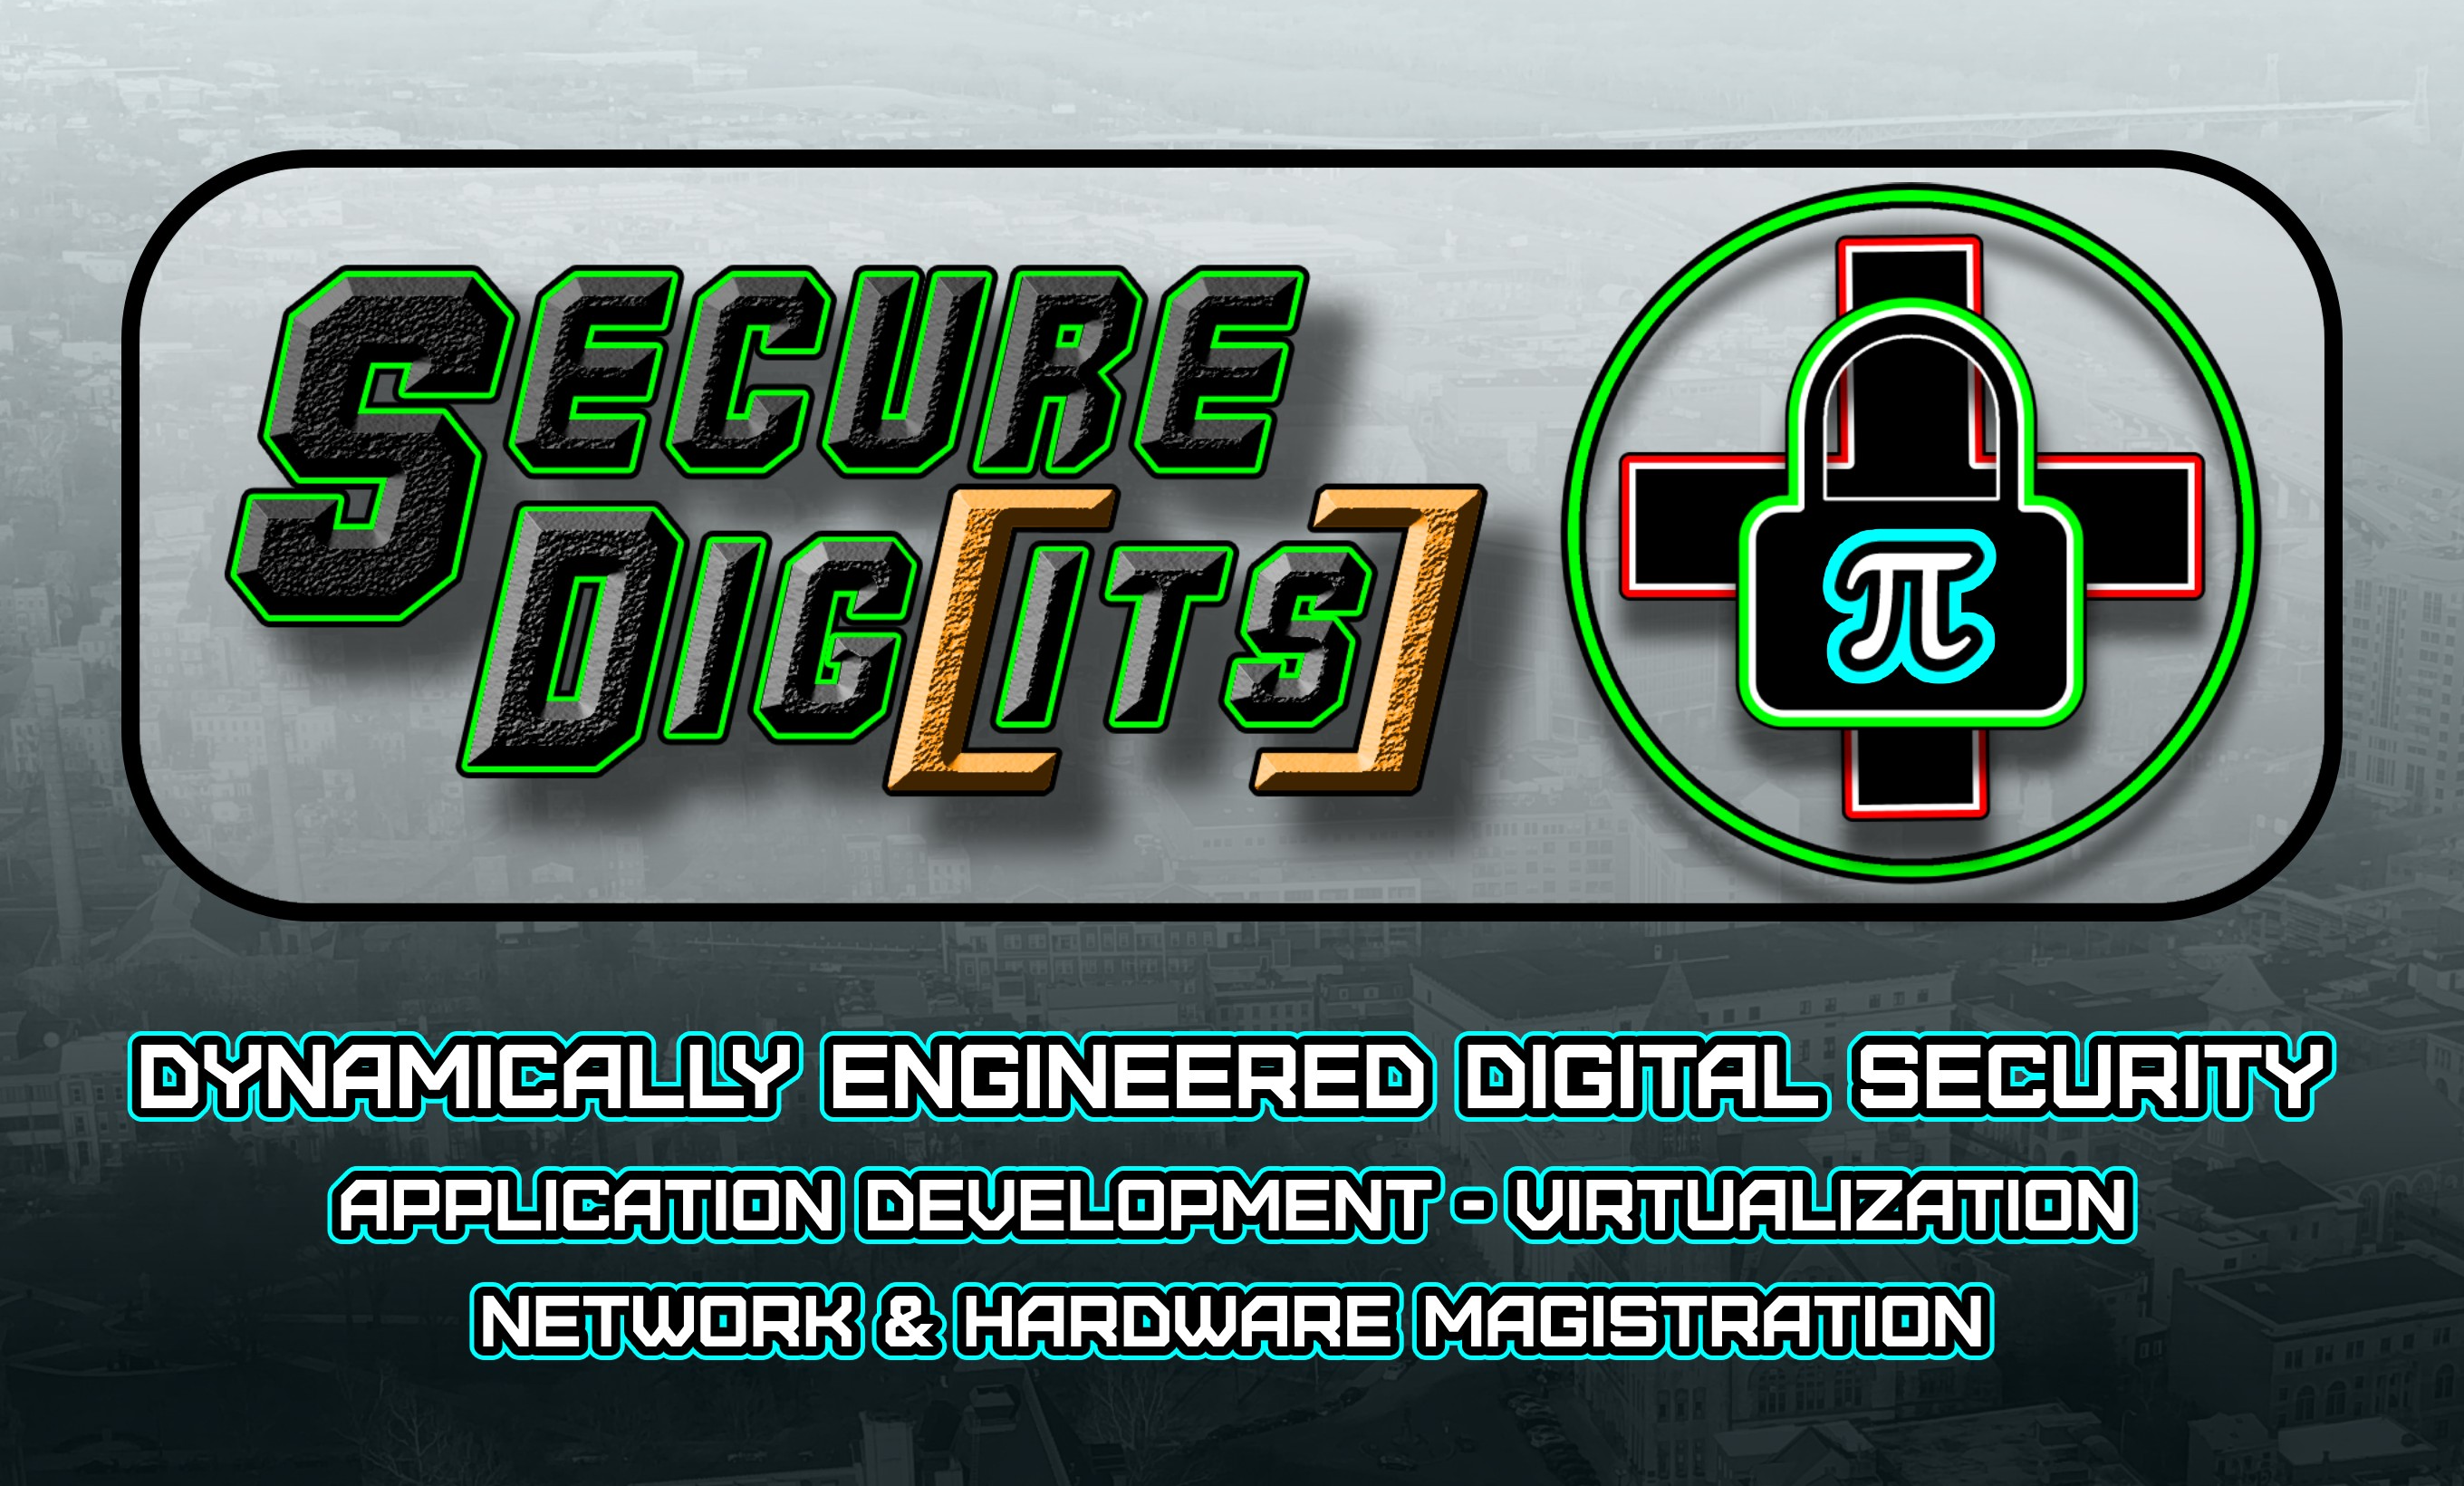 SECURE
DIG[ITS]
π
DYNAMICALLY ENGINEERED DIGITAL SECURITY
APPLICATION DEVELOPMENT - VIRTUALIZATION
NETWORK & HARDWARE MAGISTRATION